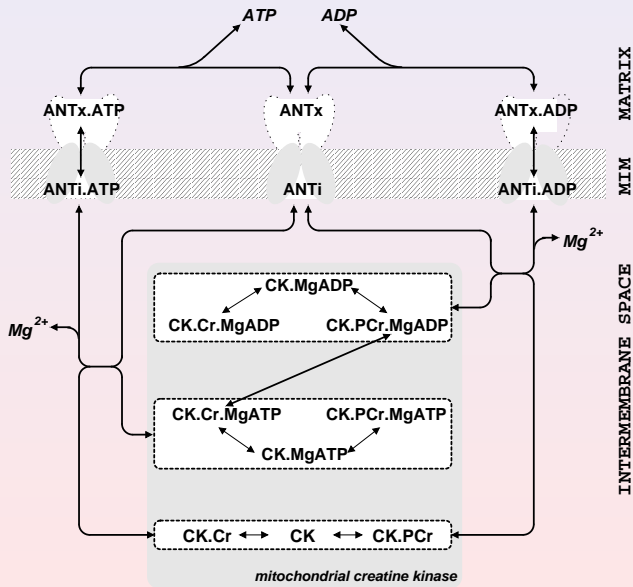 ATP ADP
ANTx.ATP ANTx ANTx.ADP
MATRIX
MIM
ANTi.ATP ANTi ANTi.ADP
Mg2+
CK.MgADP
CK.Cr.MgADP CK.PCr.MgADP
Mg2+
INTERMEMBRANE SPACE
CK.Cr.MgATP CK.PCr.MgATP
CK.MgATP
CK.Cr CK CK.PCr
mitochondrial creatine kinase